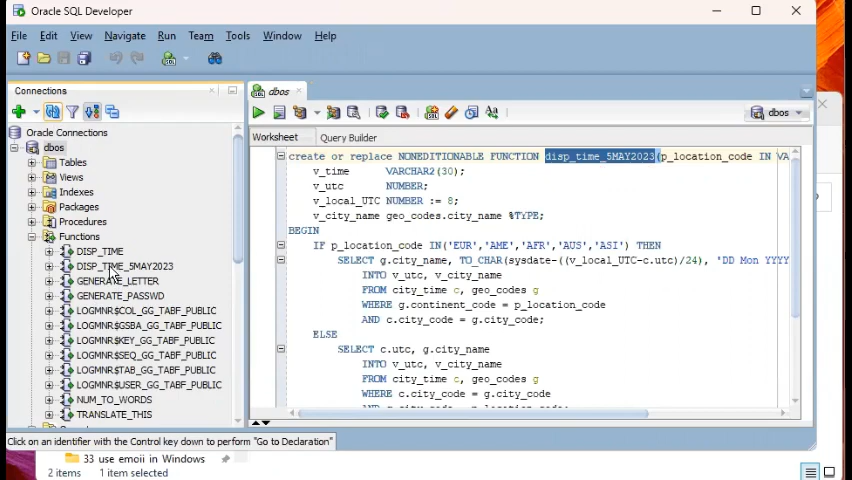 Oracle SQL Developer
File Edit View Navigate Run Team Tools Window Help
Connections
dbos
dbos
Oracle Connections
Worksheet Query Builder
dbos
Tables
Views
Indexes
Packages
Procedures
Functions
DISP_TIME
DISP_TIME_5MAY2023
GENERATE_LETTER
GENERATE_PASSWD
LOGMNR$COL_GG_TABF_PUBLIC
LOGMNR$GSBA_GG_TABF_PUBLIC
LOGMNR$KEY_GG_TABF_PUBLIC
LOGMNR$SEQ_GG_TABF_PUBLIC
LOGMNR$TAB_GG_TABF_PUBLIC
LOGMNR$USER_GG_TABF_PUBLIC
NUM_TO_WORDS
TRANSLATE_THIS
create or replace NONEDITIONABLE FUNCTION disp_time_5MAY2023(p_location_code IN VA
v_time VARCHAR2(30);
v_utc NUMBER;
v_local_UTC NUMBER := 8;
v_city_name geo_codes.city_name %TYPE;
BEGIN
IF p_location_code IN('EUR','AME','AFR','AUS','ASI') THEN
SELECT g.city_name, TO_CHAR(sysdate-((v_local_UTC-c.utc)/24), 'DD Mon YYYY
INTO v_utc, v_city_name
FROM city_time c, geo_codes g
WHERE g.continent_code = p_location_code
AND c.city_code = g.city_code;
ELSE
SELECT c.utc, g.city_name
INTO v_utc, v_city_name
FROM city_time c, geo_codes g
WHERE c.city_code = g.city_code
Click on an identifier with the Control key down to perform "Go to Declaration"
33 use emoji in Windows
2 items 1 item selected